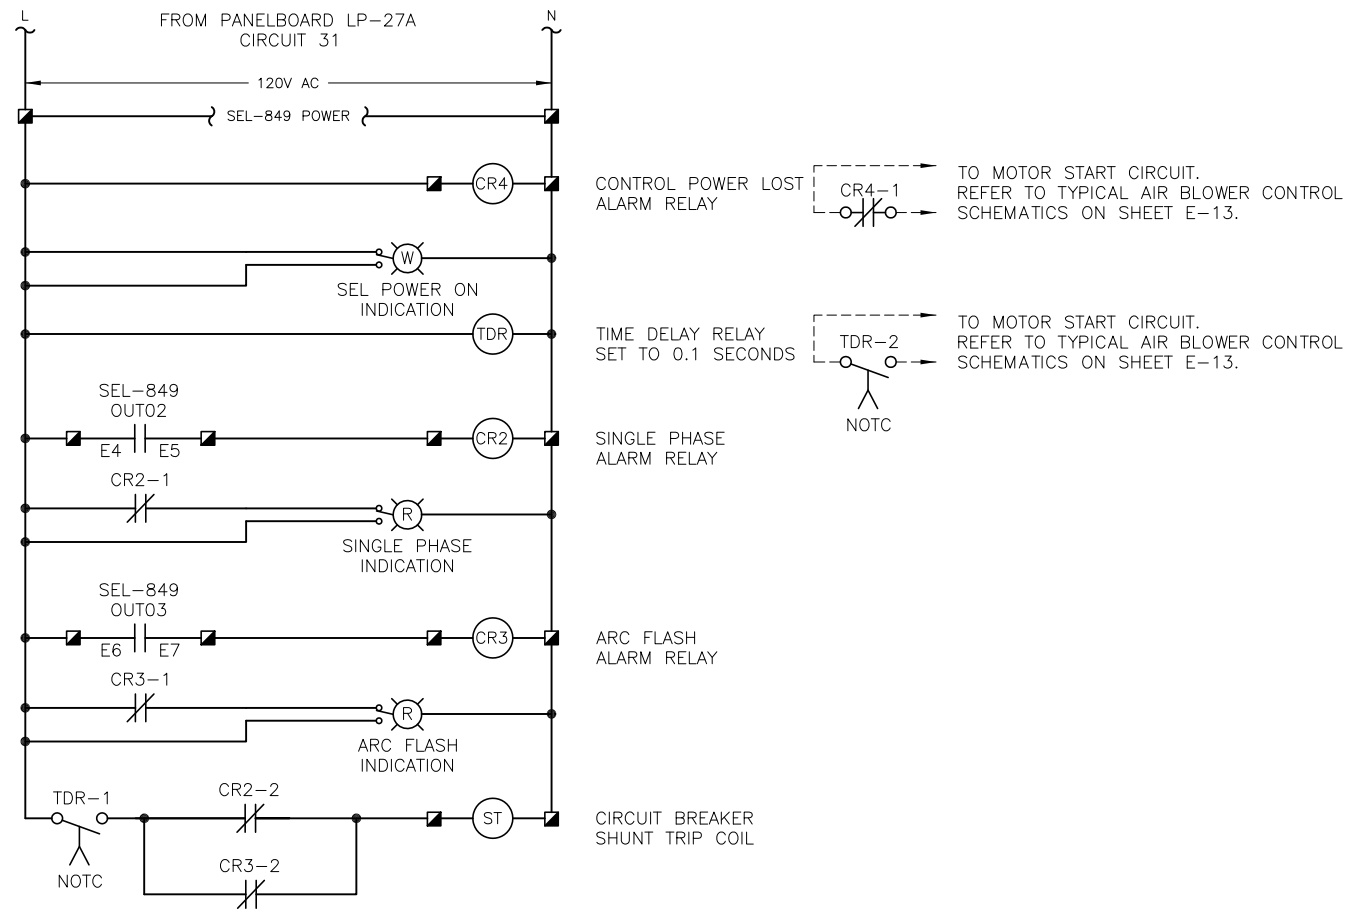 L
FROM PANELBOARD LP-27A
CIRCUIT 31
N
120V AC
SEL-849 POWER
CR4
CONTROL POWER LOST
ALARM RELAY
CR4-1
TO MOTOR START CIRCUIT.
REFER TO TYPICAL AIR BLOWER CONTROL
SCHEMATICS ON SHEET E-13.
W
SEL POWER ON
INDICATION
TDR
TIME DELAY RELAY
SET TO 0.1 SECONDS
TDR-2
NOTC
TO MOTOR START CIRCUIT.
REFER TO TYPICAL AIR BLOWER CONTROL
SCHEMATICS ON SHEET E-13.
SEL-849
OUT02
E4 E5
CR2
SINGLE PHASE
ALARM RELAY
CR2-1
R
SINGLE PHASE
INDICATION
SEL-849
OUT03
E6 E7
CR3
ARC FLASH
ALARM RELAY
CR3-1
R
ARC FLASH
INDICATION
TDR-1
NOTC
CR2-2
CR3-2
ST
CIRCUIT BREAKER
SHUNT TRIP COIL